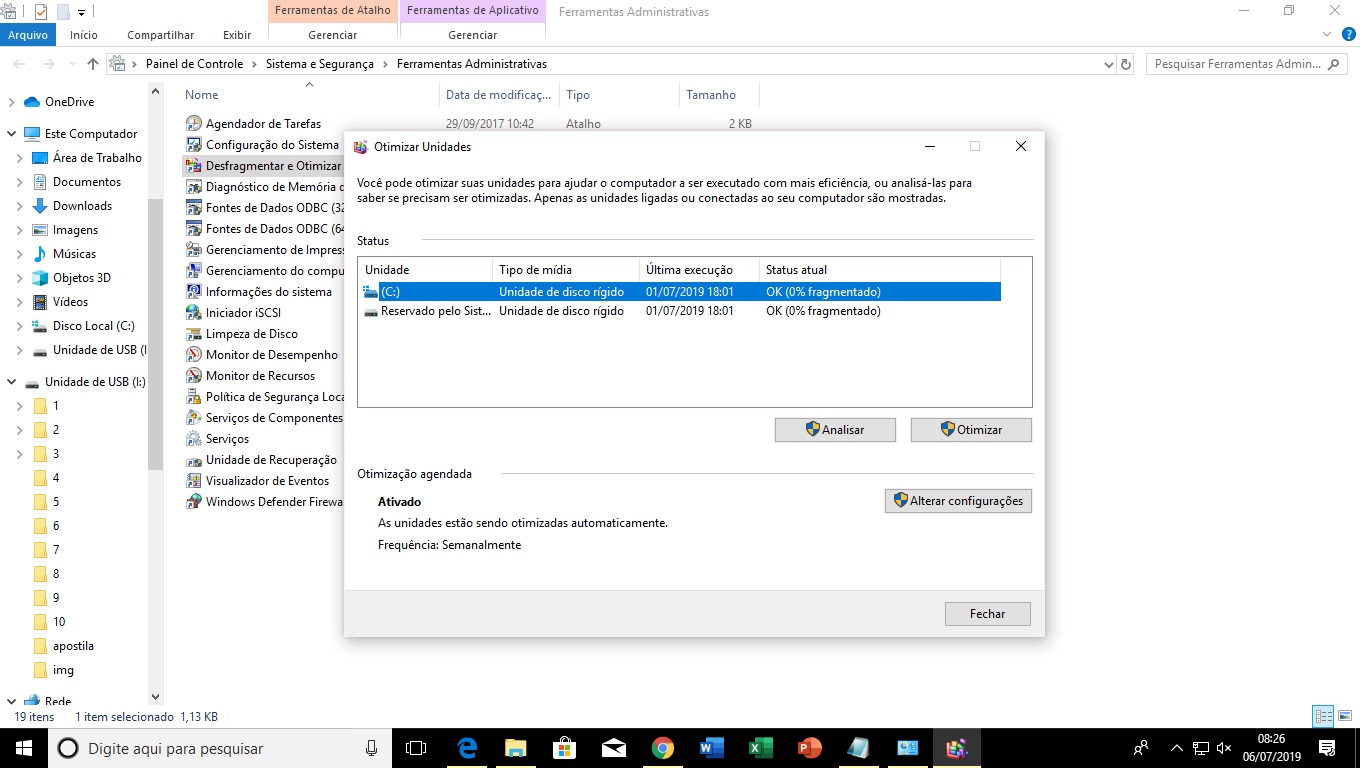 Ferramentas de Atalho
Ferramentas de Aplicativo
Ferramentas Administrativas
Arquivo
Início
Compartilhar
Exibir
Gerenciar
Gerenciar
Painel de Controle
Sistema e Segurança
Ferramentas Administrativas
Pesquisar Ferramentas Admin...
OneDrive
Este Computador
Área de Trabalho
Documentos
Downloads
Imagens
Músicas
Objetos 3D
Vídeos
Disco Local (C:)
Unidade de USB (I
Unidade de USB (I:)
1
2
3
4
5
6
7
8
9
10
apostila
img
Rede
Nome
Data de modificaç...
Tipo
Tamanho
Agendador de Tarefas
29/09/2017 10:42
Atalho
2 KB
Configuração do Sistema
Desfragmentar e Otimizar
Diagnóstico de Memória d
Fontes de Dados ODBC (32
Fontes de Dados ODBC (64
Gerenciamento de Impres
Gerenciamento do compu
Informações do sistema
Iniciador iSCSI
Limpeza de Disco
Monitor de Desempenho
Monitor de Recursos
Política de Segurança Loca
Serviços de Componentes
Serviços
Unidade de Recuperação
Visualizador de Eventos
Windows Defender Firewa
Otimizar Unidades
Você pode otimizar suas unidades para ajudar o computador a ser executado com mais eficiência, ou analisá-las para
saber se precisam ser otimizadas. Apenas as unidades ligadas ou conectadas ao seu computador são mostradas.
Status
Unidade
Tipo de mídia
Última execução
Status atual
(C:)
Unidade de disco rígido
01/07/2019 18:01
OK (0% fragmentado)
Reservado pelo Sist...
Unidade de disco rígido
01/07/2019 18:01
OK (0% fragmentado)
Analisar
Otimizar
Otimização agendada
Ativado
Alterar configurações
As unidades estão sendo otimizadas automaticamente.
Frequência: Semanalmente
Fechar
19 itens
1 item selecionado 1,13 KB
Digite aqui para pesquisar
08:26
06/07/2019